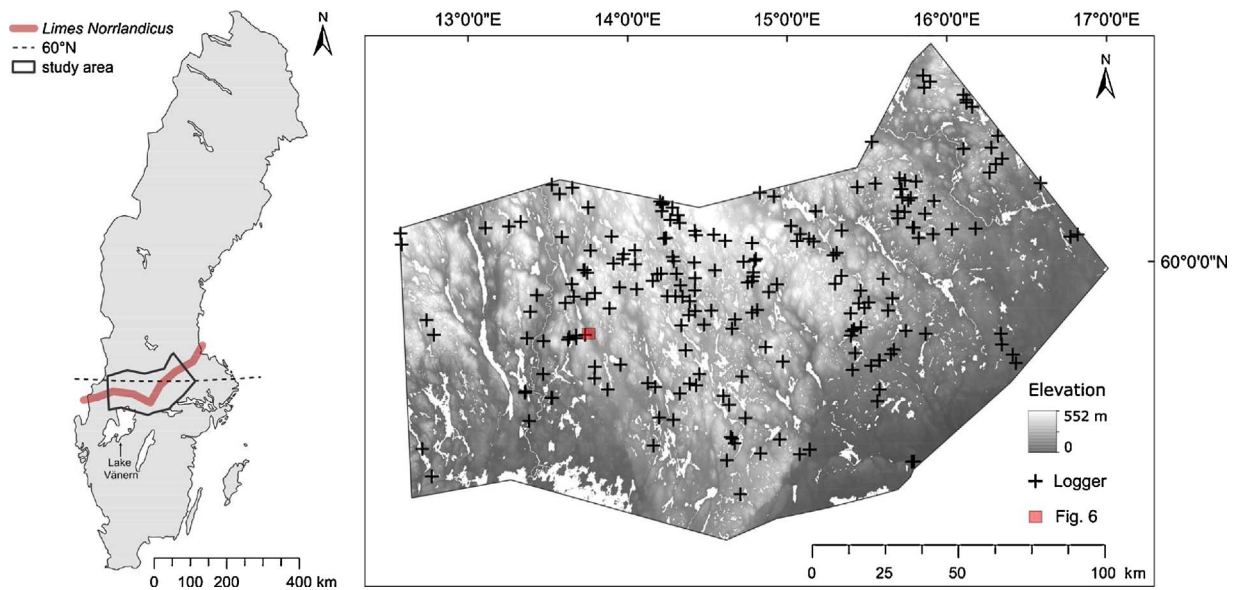 Limes Norrlandicus
60°N
study area
N
Lake
Vänern
0 100 200 400 km
13°0'0"E 14°0'0"E 15°0'0"E 16°0'0"E 17°0'0"E
N
60°0'0"N
Elevation
552 m
0
Logger
Fig. 6
0 25 50 100 km